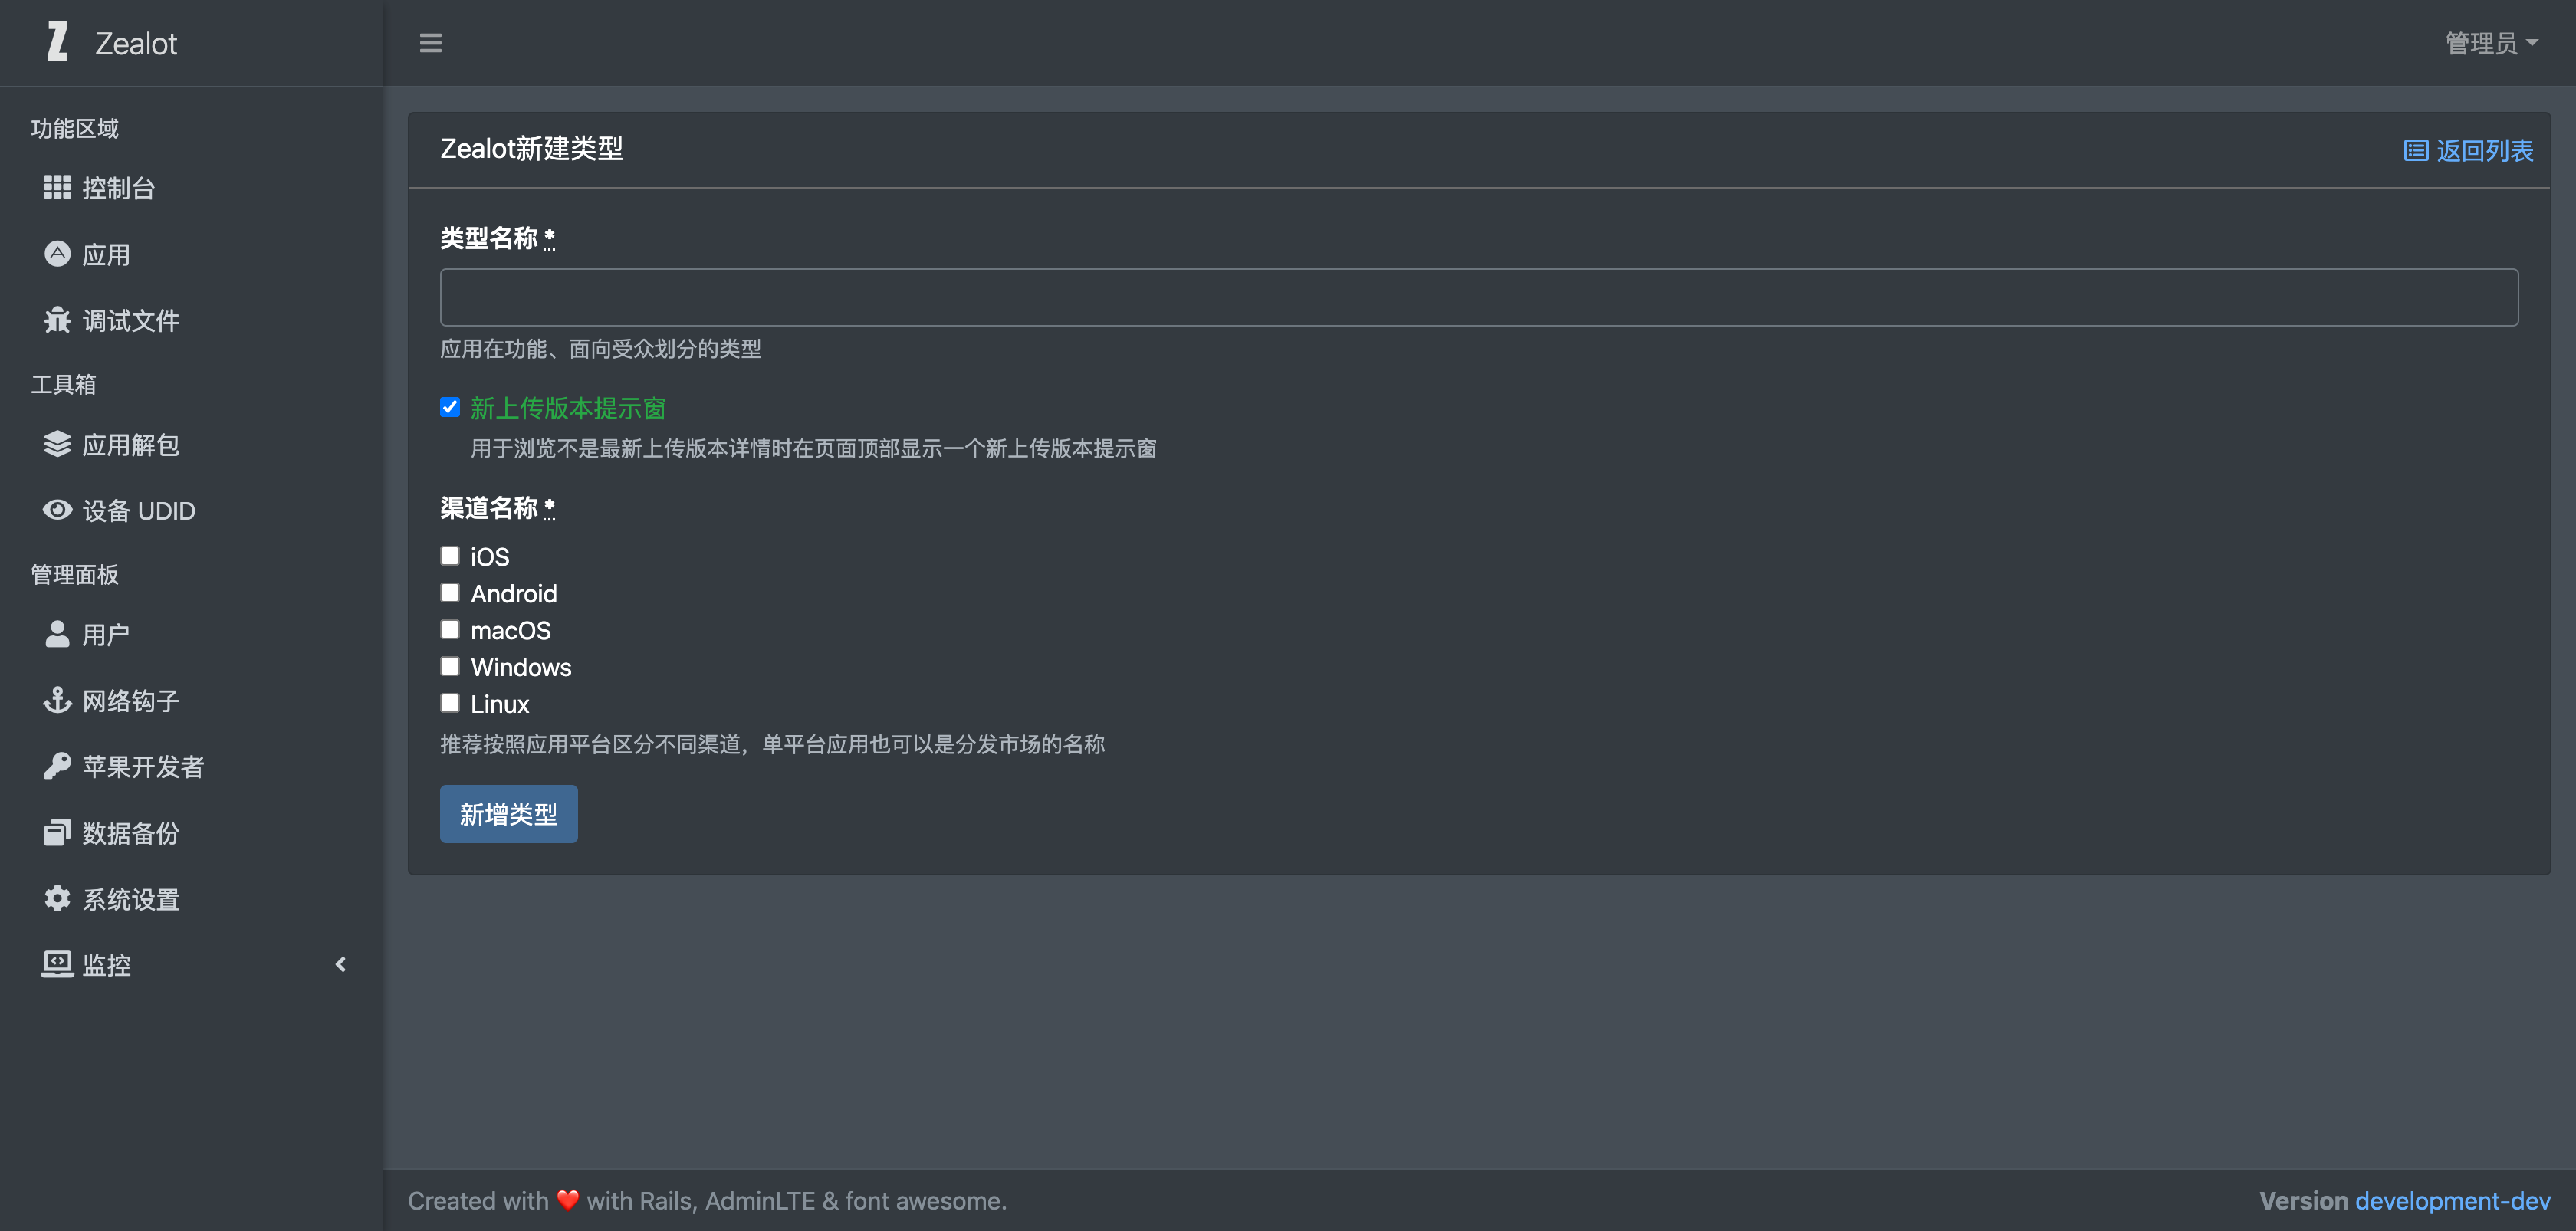 Zealot
管理员
功能区域
控制台
应用
调试文件
工具箱
应用解包
设备 UDID
管理面板
用户
网络钩子
苹果开发者
数据备份
系统设置
监控
Zealot新建类型
返回列表
类型名称 *
应用在功能、面向受众划分的类型
新上传版本提示窗
用于浏览不是最新上传版本详情时在页面顶部显示一个新上传版本提示窗
渠道名称 *
iOS
Android
macOS
Windows
Linux
推荐按照应用平台区分不同渠道，单平台应用也可以是分发市场的名称
新增类型
Created with ❤️ with Rails, AdminLTE & font awesome.
Version development-dev